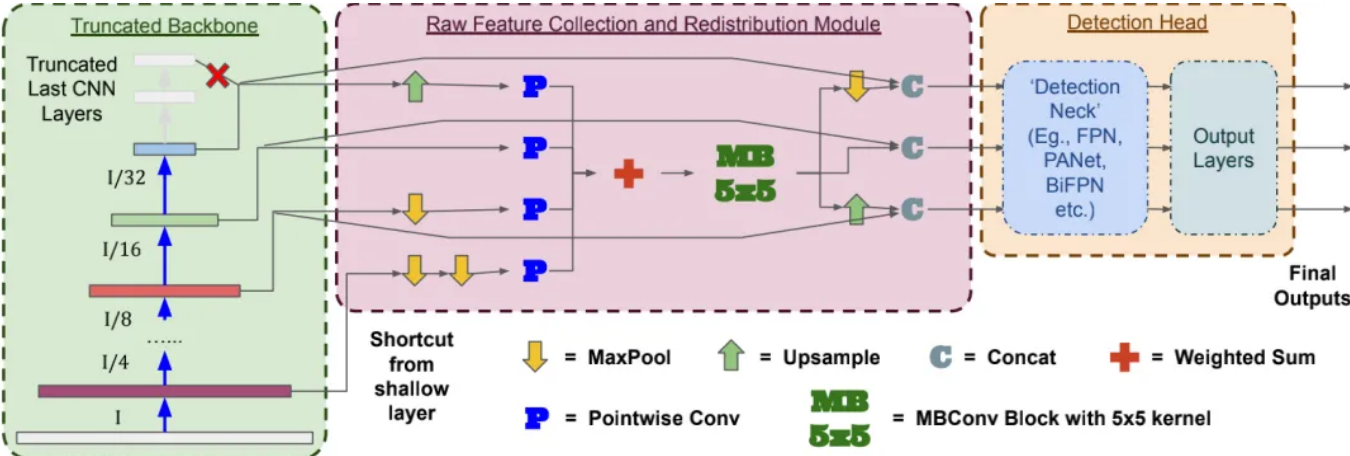 Truncated Backbone
Truncated
Last CNN
Layers
I/32
I/16
I/8
......
I/4
I
Raw Feature Collection and Redistribution Module
P
P
P
P
MB
5x5
C
C
C
Shortcut
from
shallow
layer
Detection Head
‘Detection
Neck’
(Eg., FPN,
PANet,
BiFPN
etc.)
Output
Layers
Final
Outputs
= MaxPool
= Upsample
C = Concat
= Weighted Sum
P = Pointwise Conv
MB
5x5
= MBConv Block with 5x5 kernel